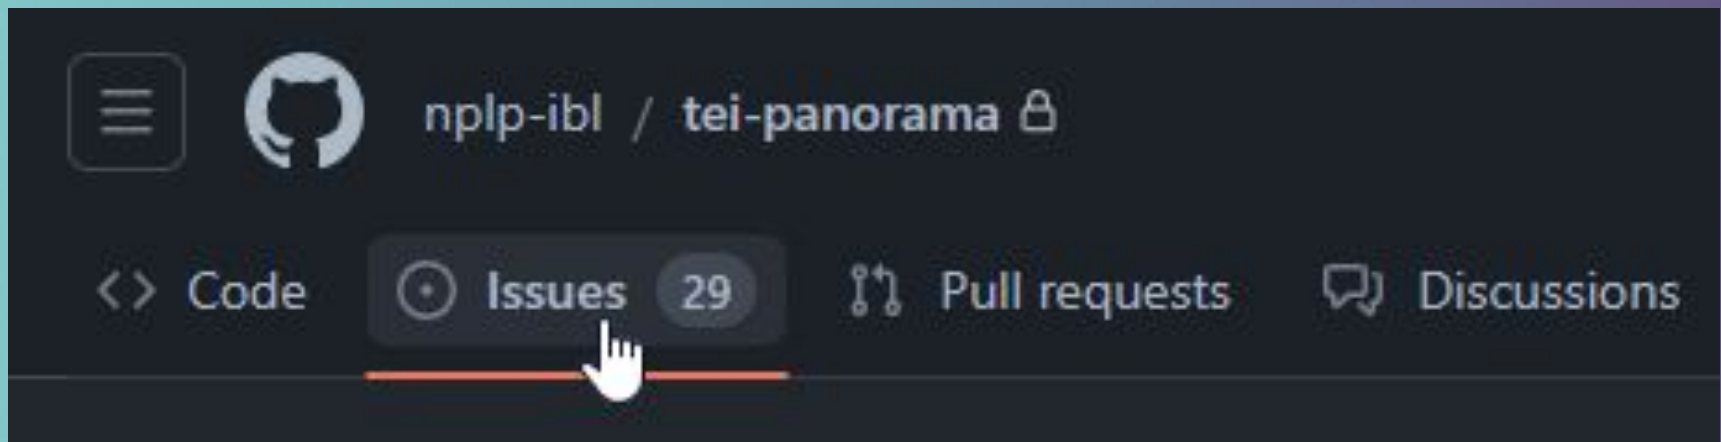 nplp-ibl / tei-panorama
Code Issues 29 Pull requests Discussions